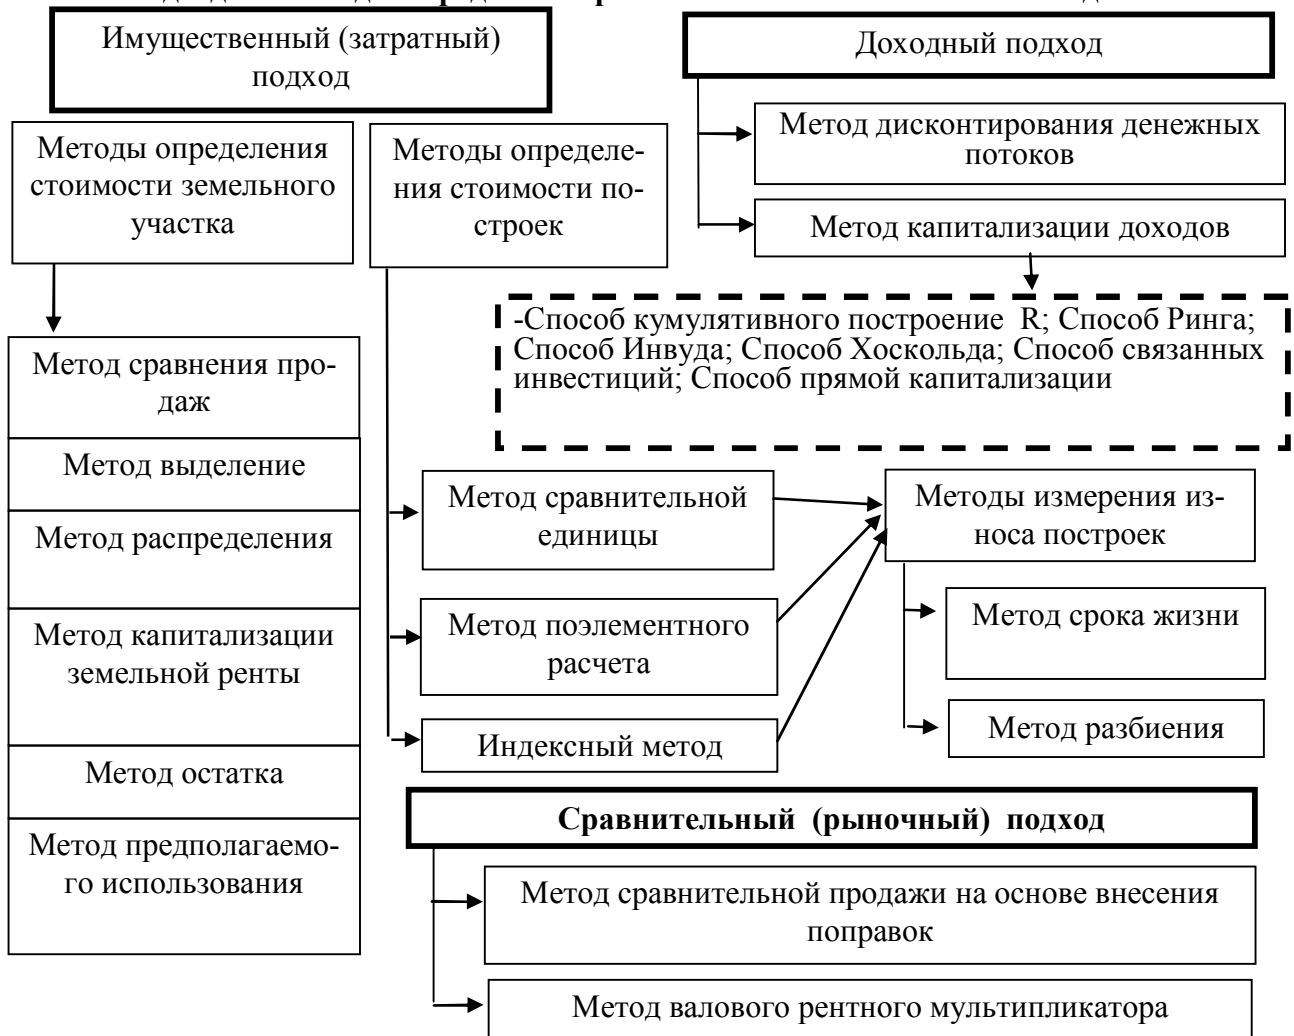 Имущественный (затратный)
подход
Доходный подход
Метод дисконтирования денежных
потоков
Метод капитализации доходов
-Способ кумулятивного построение R; Способ Ринга;
Способ Инвуда; Способ Хоскольда; Способ связанных
инвестиций; Способ прямой капитализации
Методы определения
стоимости земельного
участка
Методы определе-
ния стоимости по-
строек
Метод сравнения про-
даж
Метод выделение
Метод распределения
Метод капитализации
земельной ренты
Метод остатка
Метод предполагаемо-
го использования
Метод сравнительной
единицы
Метод поэлементного
расчета
Индексный метод
Методы измерения из-
носа построек
Метод срока жизни
Метод разбиения
Сравнительный (рыночный) подход
Метод сравнительной продажи на основе внесения
поправок
Метод валового рентного мультипликатора